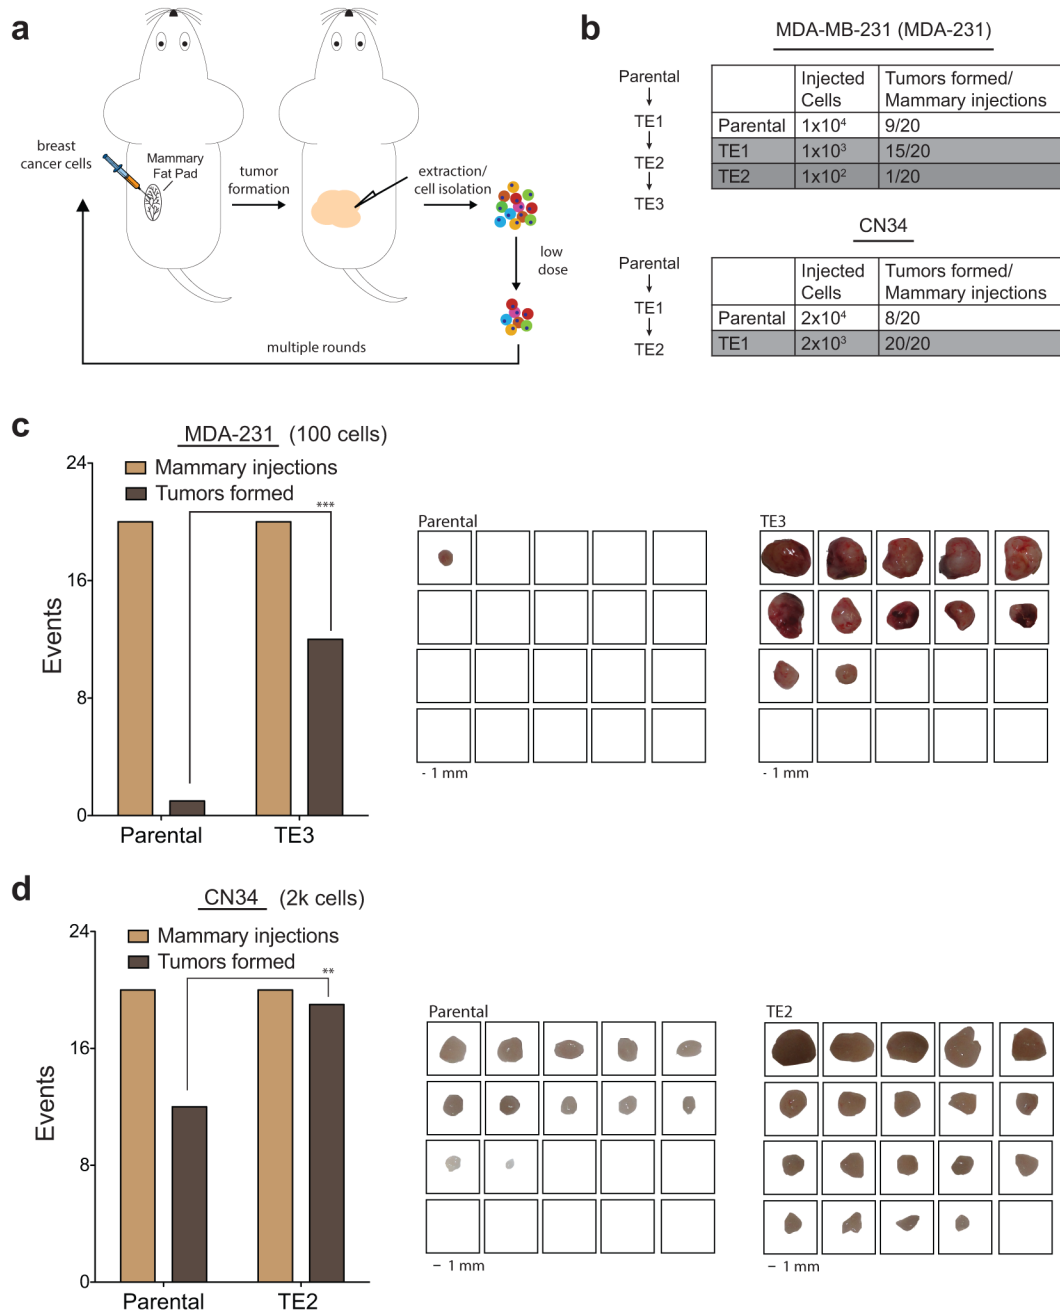 a
breast
cancer cells
Mammary
Fat Pad
tumor
formation
extraction/
cell isolation
low
dose
multiple rounds
b
MDA-MB-231 (MDA-231)
Parental
TE1
TE2
TE3
Injected Cells
Tumors formed/ Mammary injections
Parental 1x10⁴ 9/20
TE1 1x10³ 15/20
TE2 1x10² 1/20
CN34
Parental
TE1
TE2
Injected Cells
Tumors formed/ Mammary injections
Parental 2x10⁴ 8/20
TE1 2x10³ 20/20
c
MDA-231 (100 cells)
24
16
8
0
Events
Mammary injections
Tumors formed
***
Parental
TE3
Parental
- 1 mm
TE3
- 1 mm
d
CN34 (2k cells)
24
16
8
0
Events
Mammary injections
Tumors formed
**
Parental
TE2
Parental
– 1 mm
TE2
– 1 mm